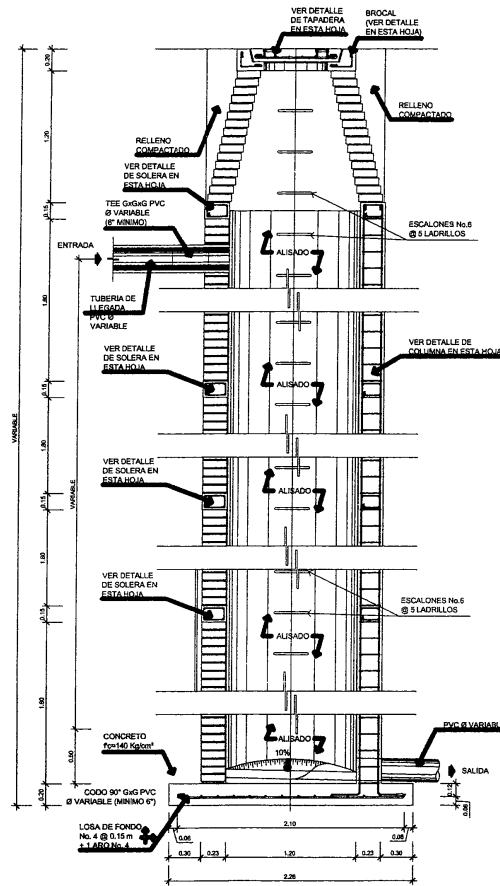 VER DETALLE
DE TAPADERA
EN ESTA HOJA
BROCAL
(VER DETALLE
EN ESTA HOJA)
0.20
RELLENO
COMPACTADO
RELLENO
COMPACTADO
1.20
VER DETALLE
DE SOLERA EN
ESTA HOJA
0.15
TEE GxGxG PVC
Ø VARIABLE
(6" MINIMO)
ESCALONES No.6
@ 5 LADRILLOS
ENTRADA
ALISADO
TUBERIA DE
LLEGADA
PVC Ø
VARIABLE
1.80
VER DETALLE
DE SOLERA EN
ESTA HOJA
VER DETALLE DE
COLUMNA EN ESTA HOJA
0.15
ALISADO
VARIABLE
VARIABLE
1.80
VER DETALLE
DE SOLERA EN
ESTA HOJA
0.15
ALISADO
1.80
VER DETALLE
DE SOLERA EN
ESTA HOJA
ESCALONES No.6
@ 5 LADRILLOS
0.15
ALISADO
1.80
CONCRETO
f'c=140 Kg/cm²
ALISADO
PVC Ø VARIABLE
10%
SALIDA
CODO 90° GxG PVC
Ø VARIABLE (MINIMO 6")
0.20
0.12
0.08
LOSA DE FONDO
No. 4 @ 0.15 m
+ 1 ARO No. 4
2.10
0.06
0.06
0.30
0.23
1.20
0.23
0.30
2.26